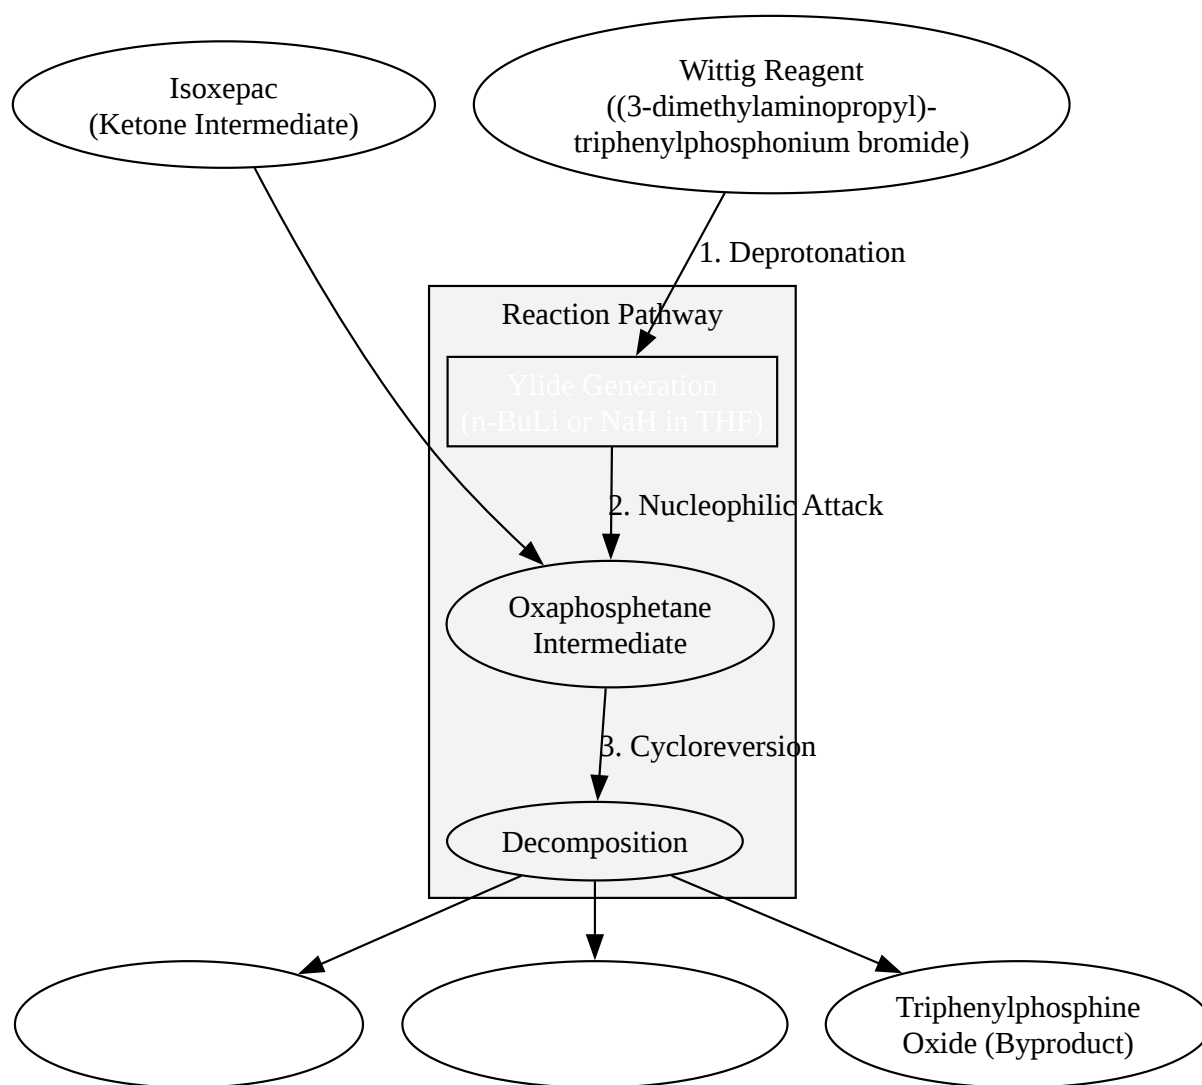 Isoxepac
(Ketone Intermediate)
Wittig Reagent
((3-dimethylaminopropyl)-
triphenylphosphonium bromide)
1. Deprotonation
Reaction Pathway
Ylide Generation
(n-BuLi or NaH in THF)
2. Nucleophilic Attack
Oxaphosphetane
Intermediate
3. Cycloreversion
Decomposition
Triphenylphosphine
Oxide (Byproduct)